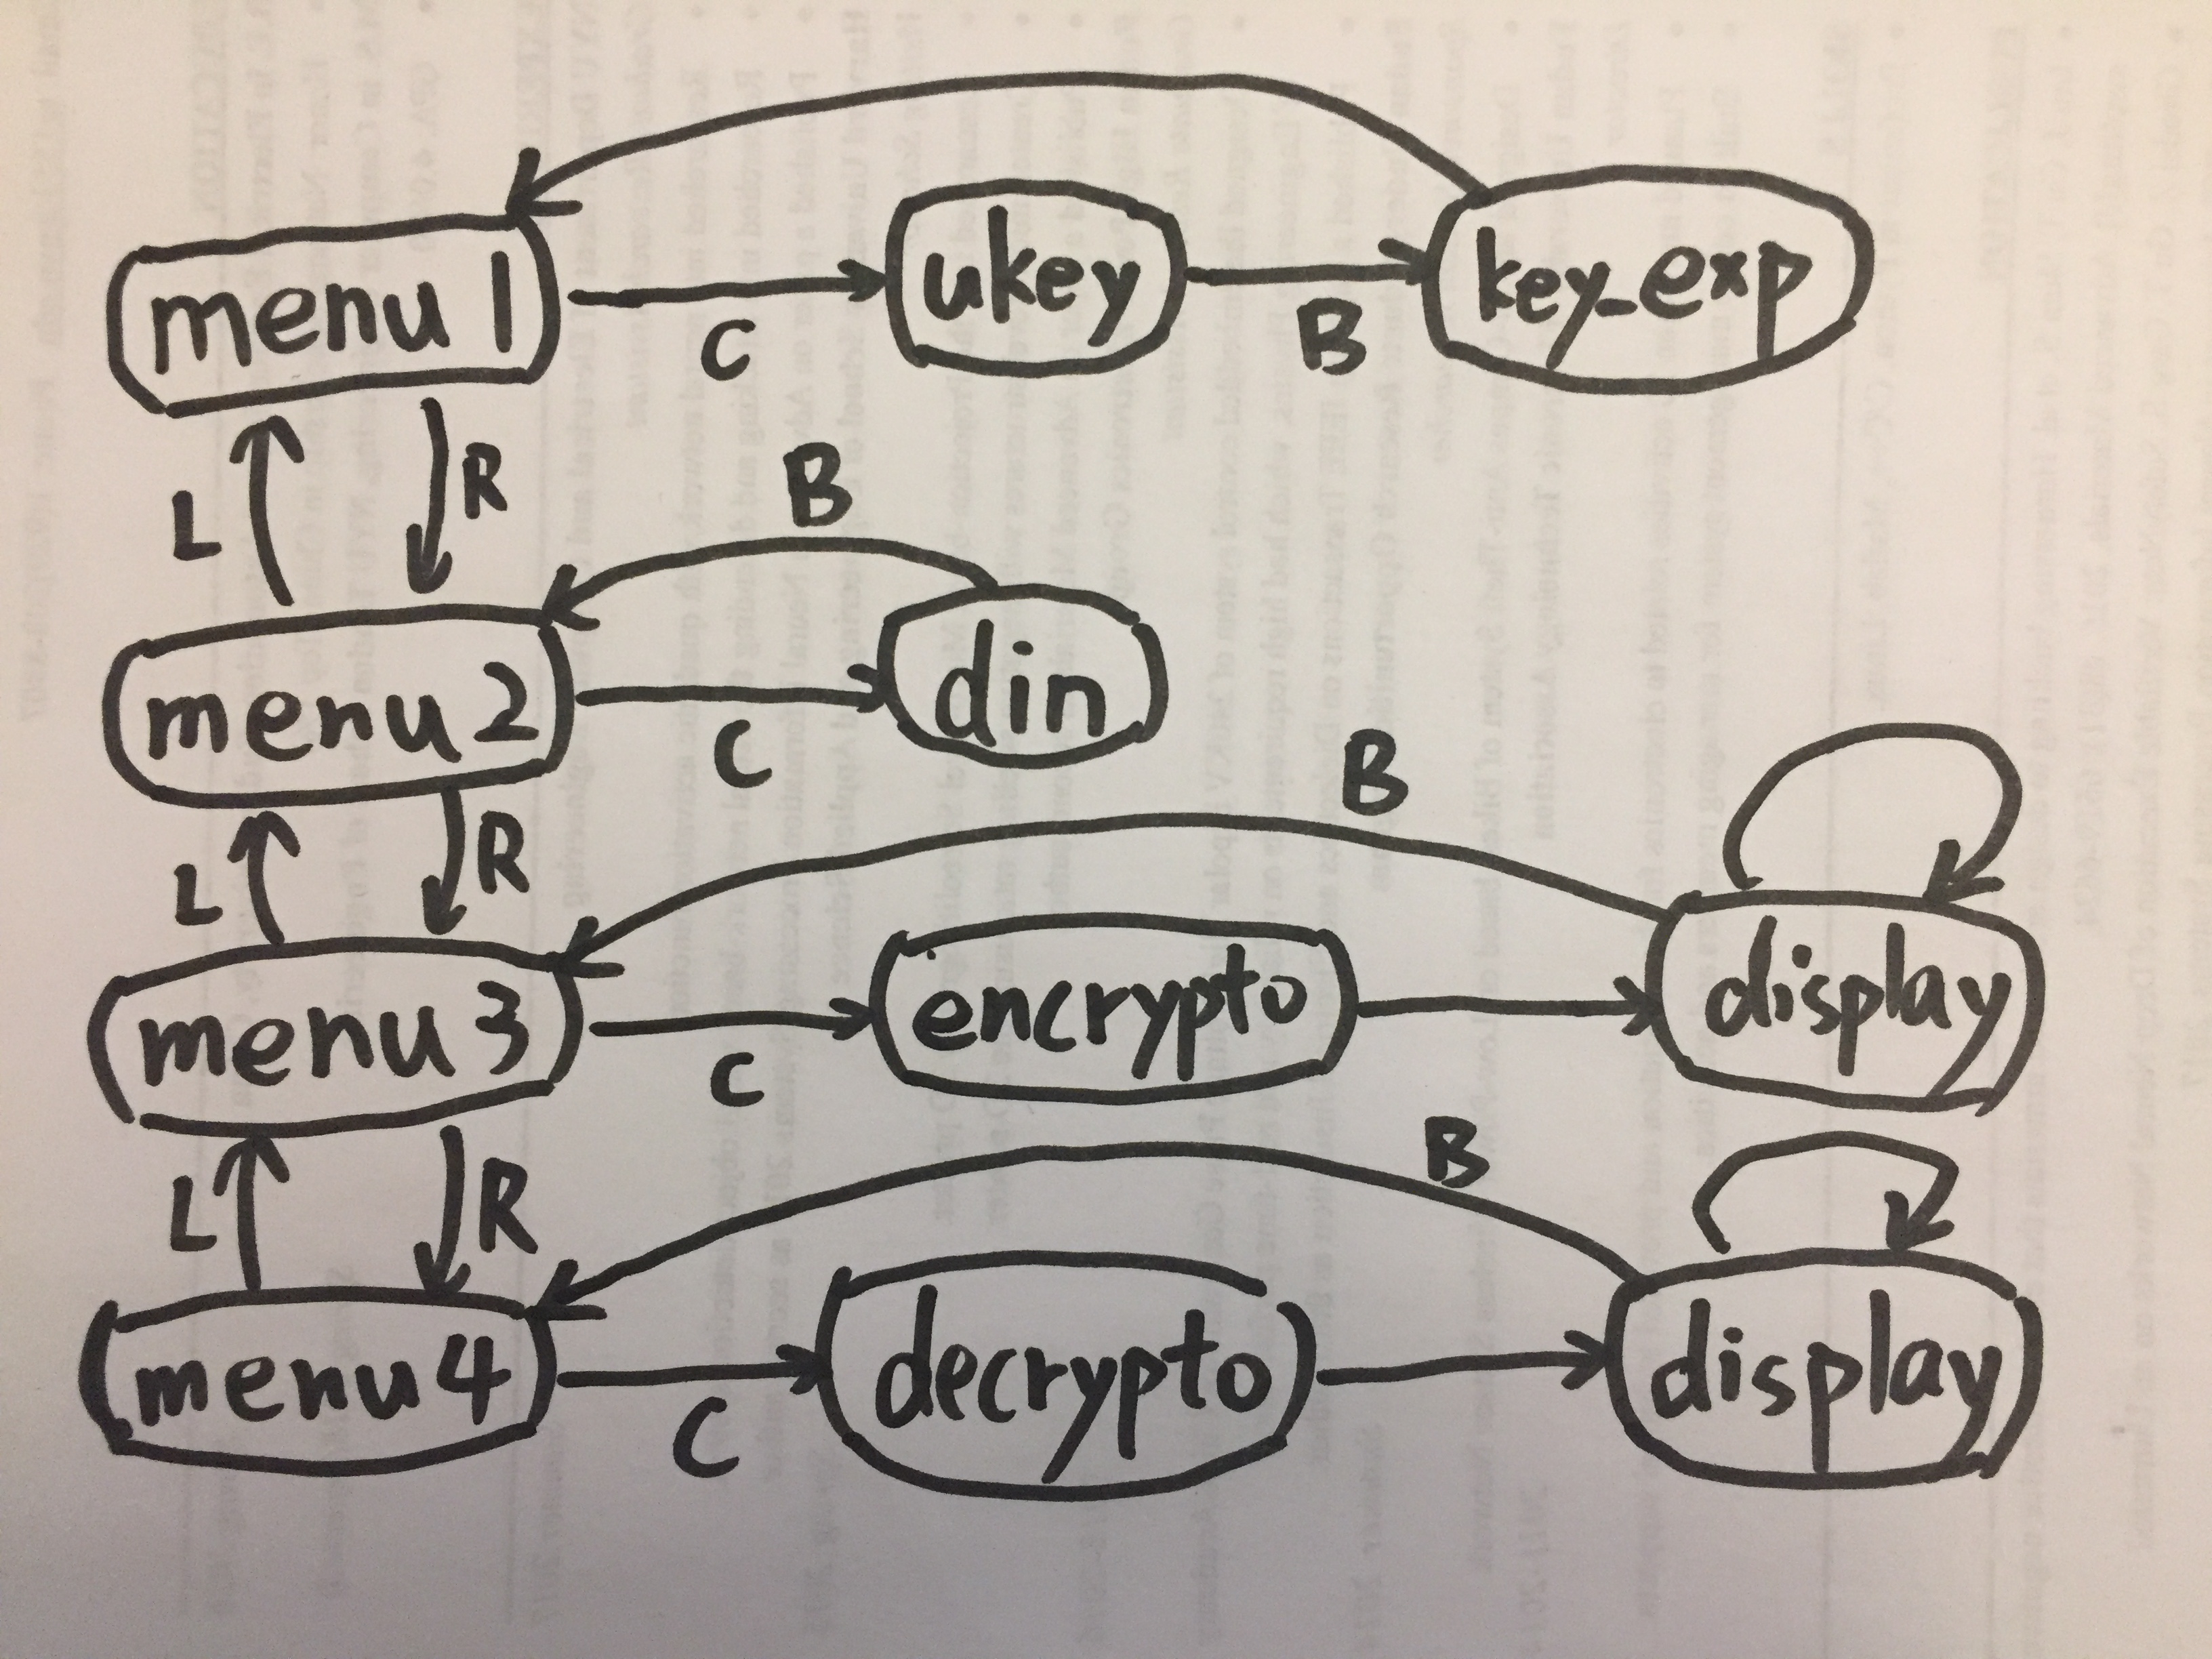 menu 1
C
ukey
B
key_exp
L
R
B
menu 2
C
din
L
R
B
menu 3
C
encrypto
display
L
R
B
menu 4
C
decrypto
display